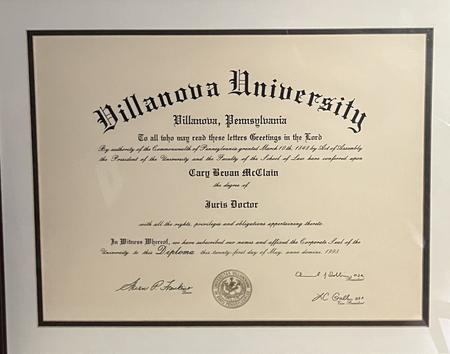 Villanova University
Villanova, Pennsylvania
To all who may read these letters Greetings in the Lord
By authority of the Commonwealth of Pennsylvania granted March 10th, 1848 by Act of Assembly
the President of the University and the Faculty of the School of Law have conferred upon
Cary Bevan McClain
the degree of
Juris Doctor
with all the rights, privileges and obligations appertaining thereto
In Witness Whereof, we have subscribed our names and affixed the Corporate Seal of the
University to this Diploma this twenty-first day of May, anno domini 1993
Dean
President
Vice President